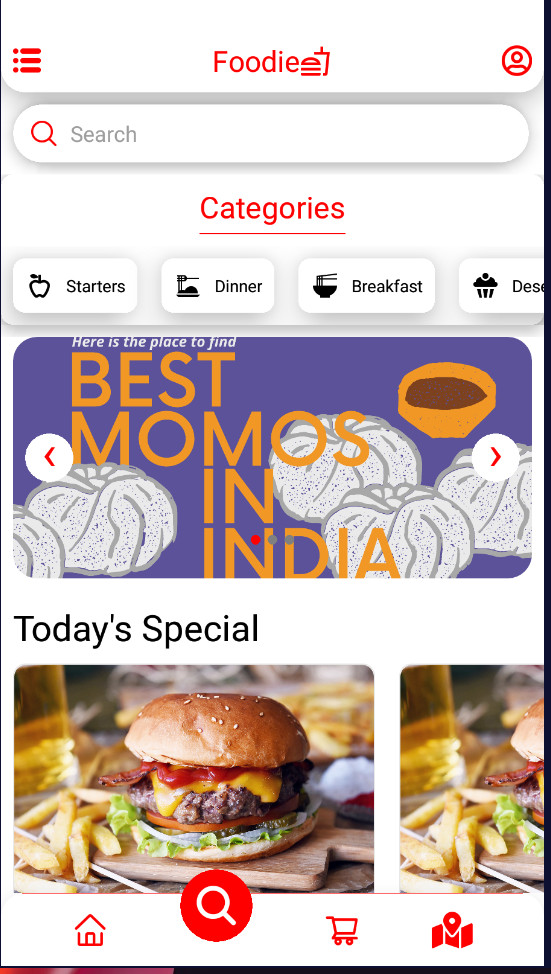 Foodie
Search
Categories
Starters
Dinner
Breakfast
Dese
Here is the place to find
BEST
MOMOS
IN
INDIA
Today's Special